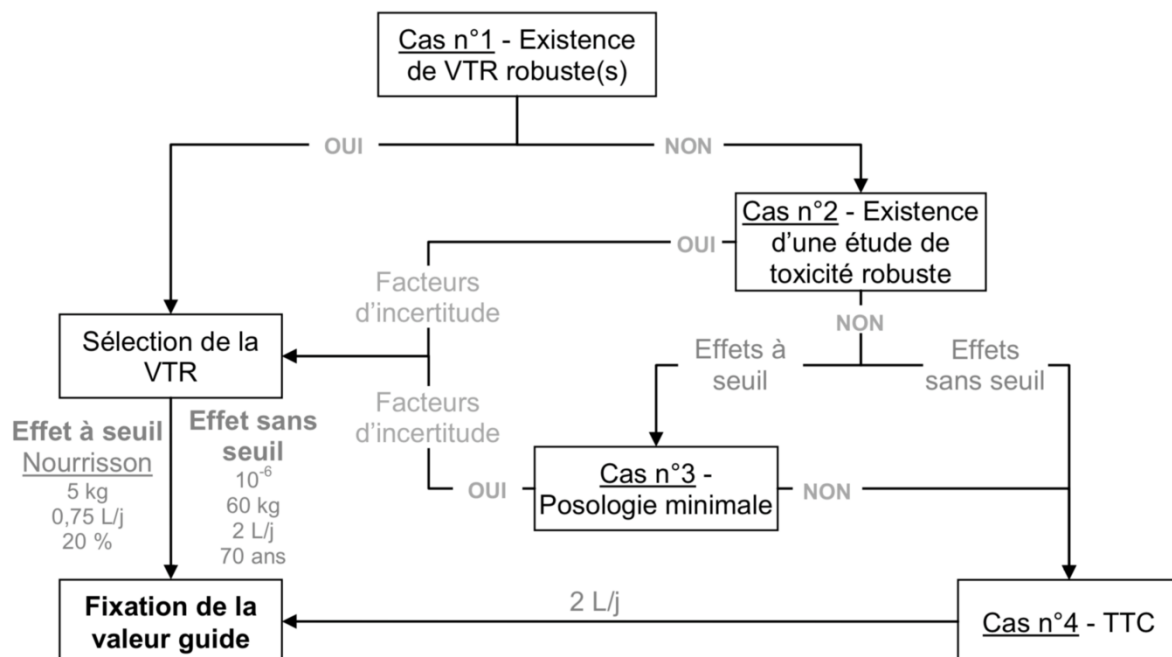 Cas n°1 - Existence
de VTR robuste(s)
OUI
NON
Cas n°2 - Existence
d'une étude de
toxicité robuste
OUI
Facteurs
d'incertitude
NON
Sélection de la
VTR
Effets à
seuil
Effets
sans seuil
Facteurs
d'incertitude
Effet à seuil
Nourrisson
5 kg
0,75 L/j
20 %
Effet sans
seuil
10⁻⁶
60 kg
2 L/j
70 ans
OUI
Cas n°3 -
Posologie minimale
NON
Fixation de la
valeur guide
2 L/j
Cas n°4 - TTC